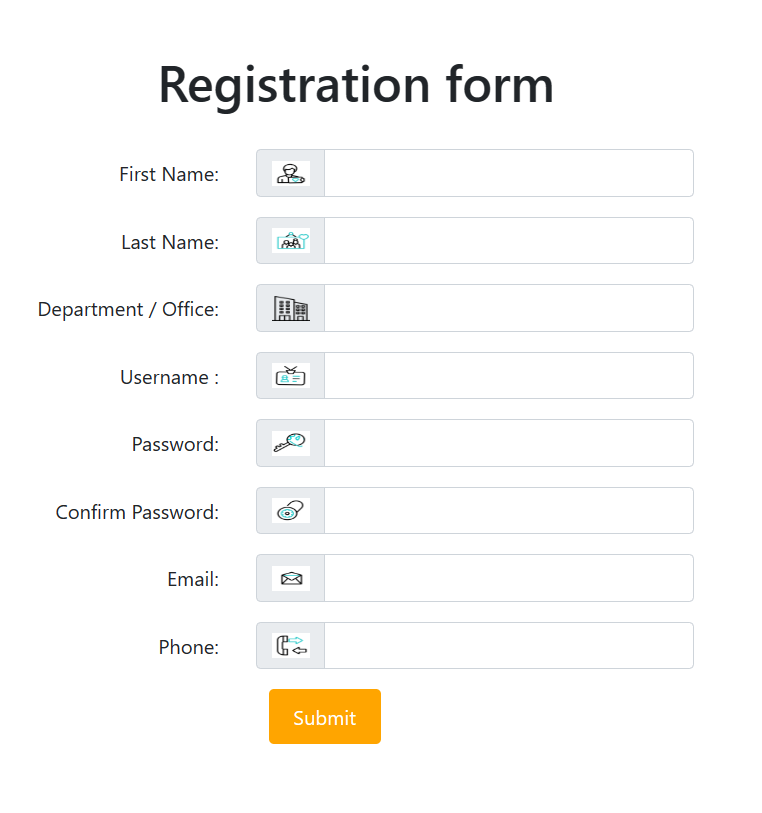 Registration form
First Name:
Last Name:
Department / Office:
Username :
Password:
Confirm Password:
Email:
Phone:
Submit